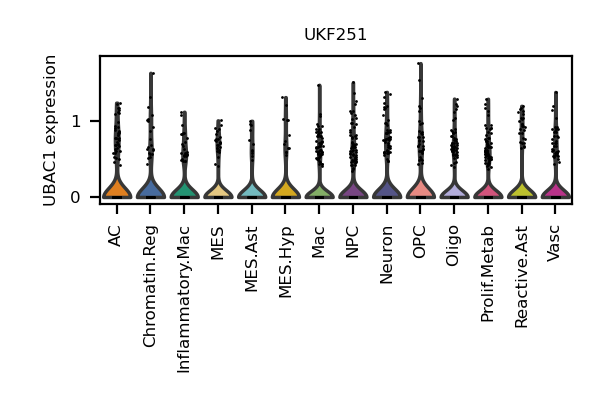 UKF251
UBAC1 expression
1
0
AC
Chromatin.Reg
Inflammatory.Mac
MES
MES.Ast
MES.Hyp
Mac
NPC
Neuron
OPC
Oligo
Prolif.Metab
Reactive.Ast
Vasc